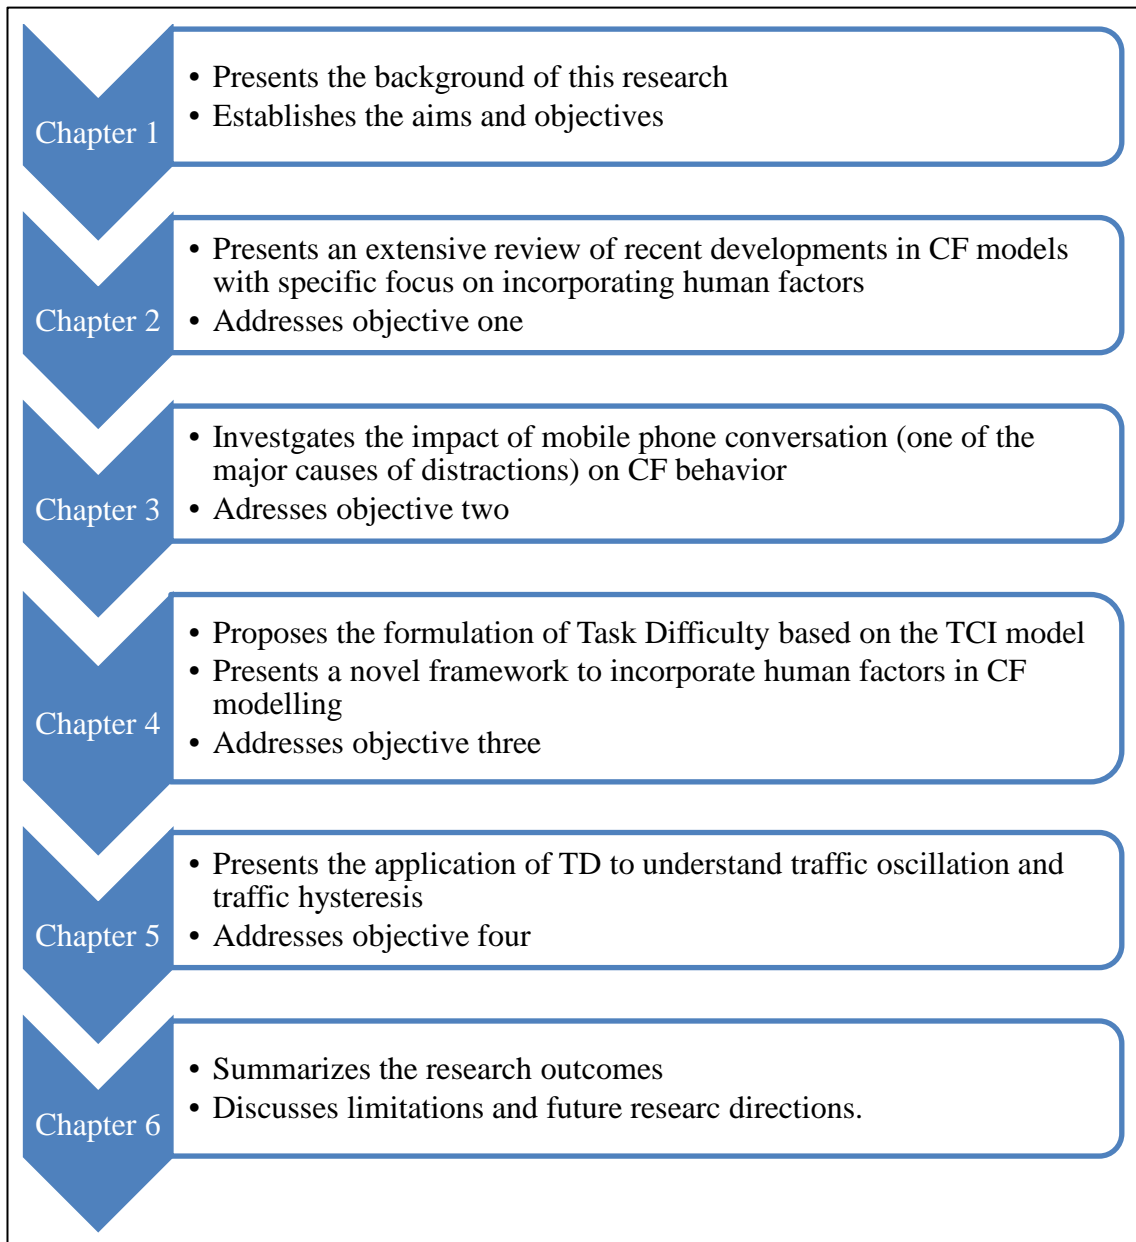 Chapter 1
• Presents the background of this research
• Establishes the aims and objectives
Chapter 2
• Presents an extensive review of recent developments in CF models
with specific focus on incorporating human factors
• Addresses objective one
Chapter 3
• Investgates the impact of mobile phone conversation (one of the
major causes of distractions) on CF behavior
• Adresses objective two
Chapter 4
• Proposes the formulation of Task Difficulty based on the TCI model
• Presents a novel framework to incorporate human factors in CF
modelling
• Addresses objective three
Chapter 5
• Presents the application of TD to understand traffic oscillation and
traffic hysteresis
• Addresses objective four
Chapter 6
• Summarizes the research outcomes
• Discusses limitations and future researc directions.